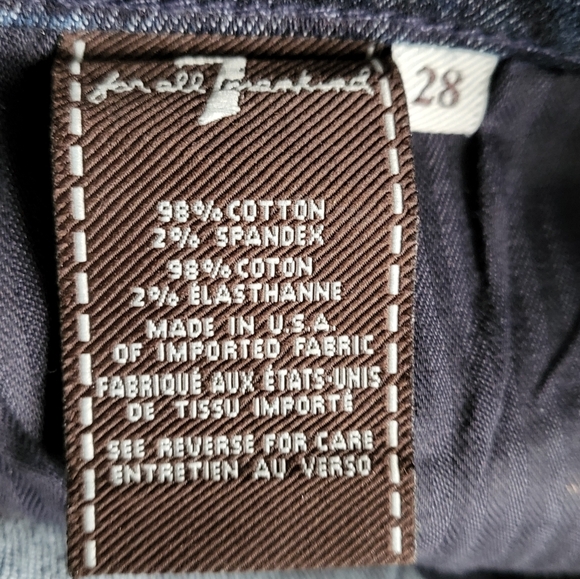 for all 7 mankind
28
98% COTTON
2% SPANDEX
98% COTON
2% ELASTHANNE
MADE IN U.S.A.
OF IMPORTED FABRIC
FABRIQUÉ AUX ÉTATS-UNIS
DE TISSU IMPORTÉ
SEE REVERSE FOR CARE
ENTRETIEN AU VERSO